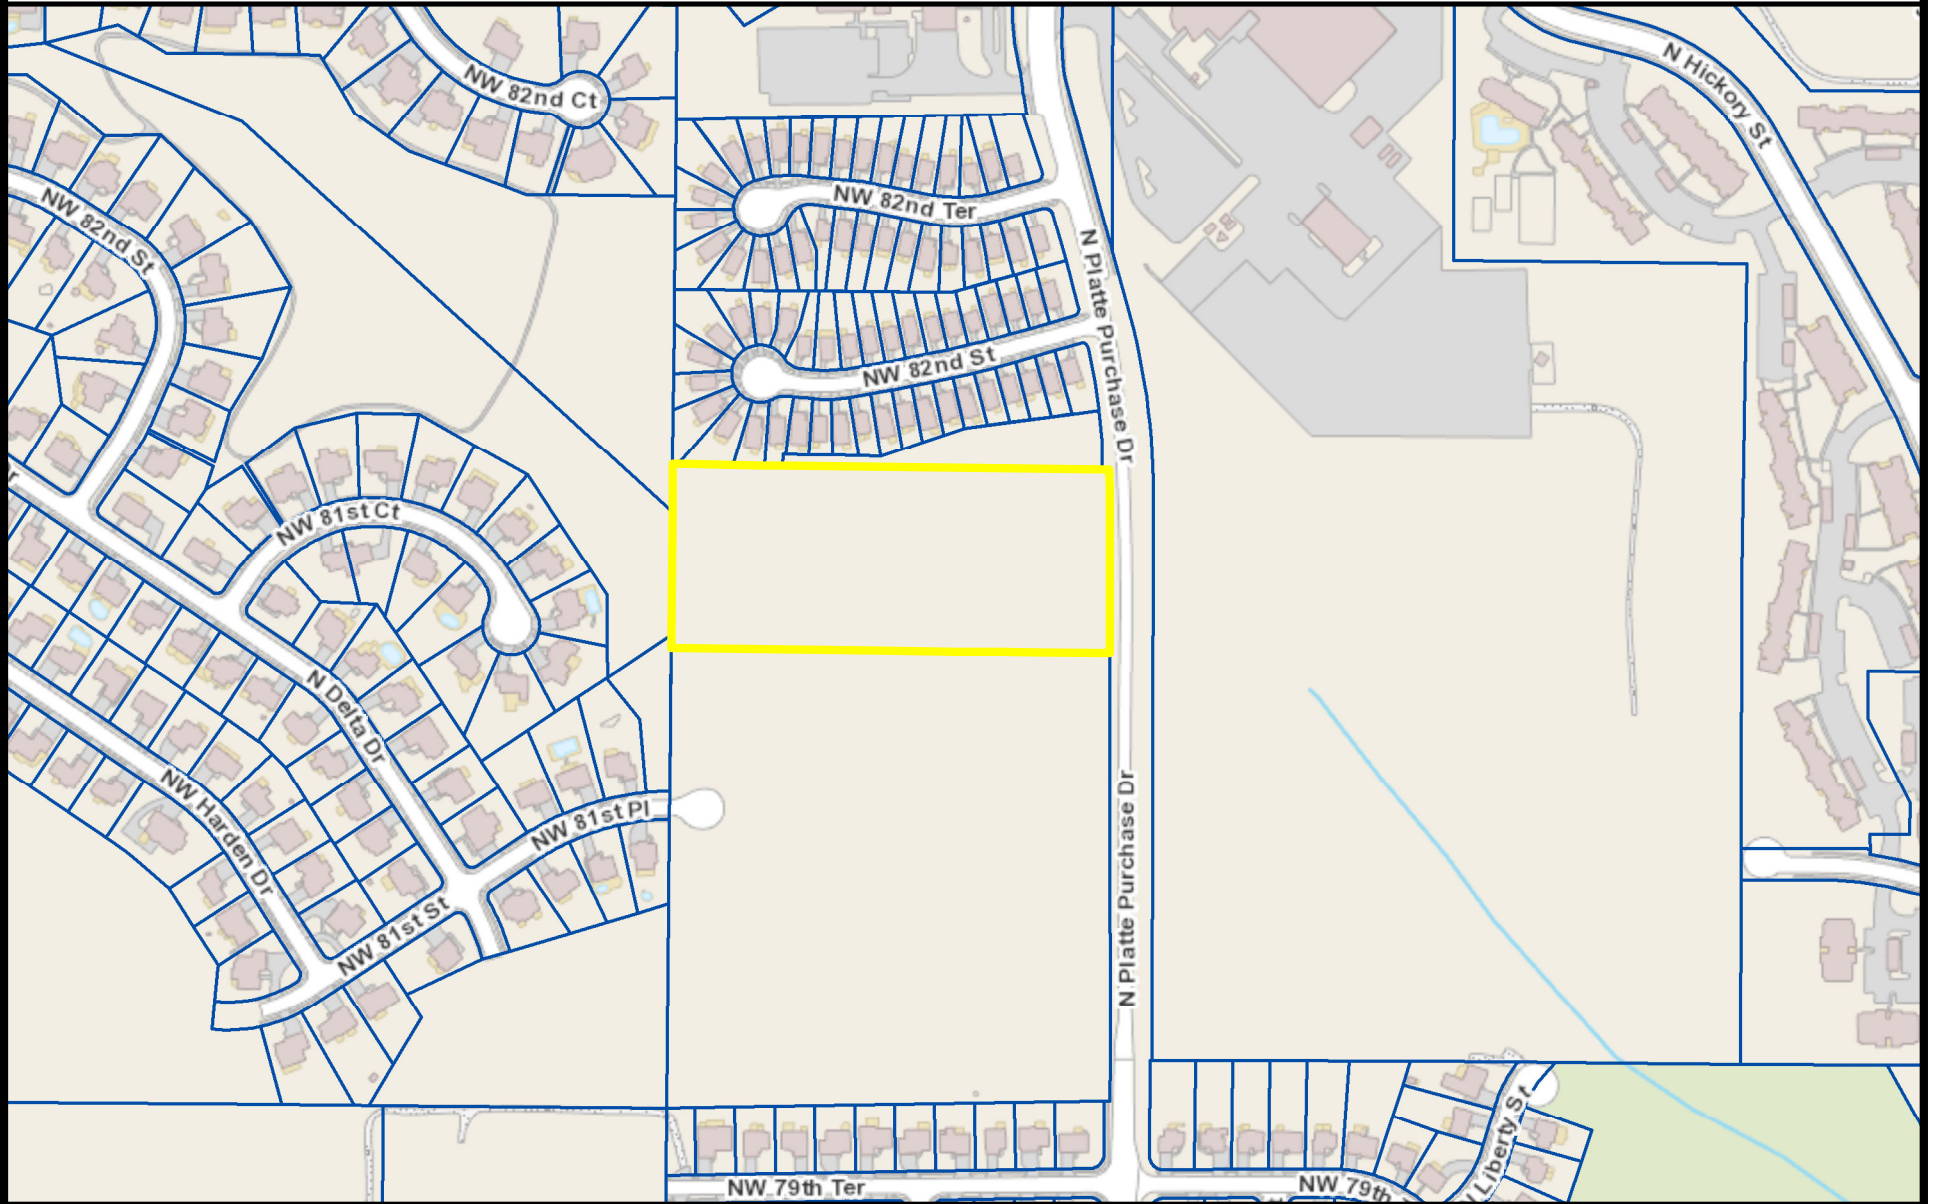 NW 82nd Ct
N Hickory St
NW 82nd St
NW 82nd Ter
N Platte Purchase Dr
NW 82nd St
NW 81st Ct
N Delta Dr
NW Harden Dr
NW 81st Pl
NW 81st St
N Platte Purchase Dr
N Liberty St
NW 79th Ter
NW 79th